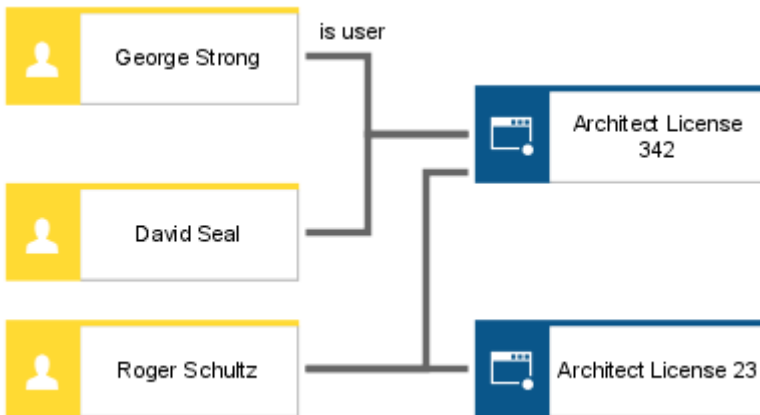 is user
George Strong
Architect License
342
David Seal
Roger Schultz
Architect License 23